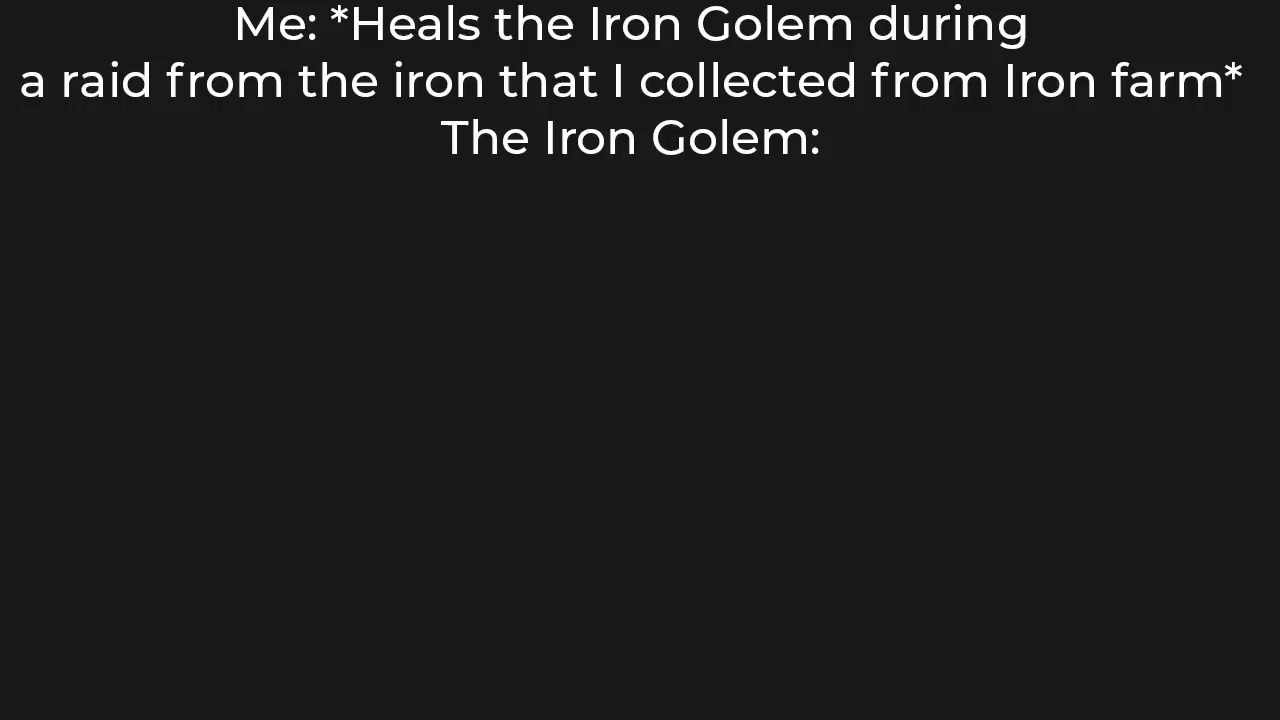 Me: *Heals the Iron Golem during
a raid from the iron that I collected from Iron farm*
The Iron Golem: